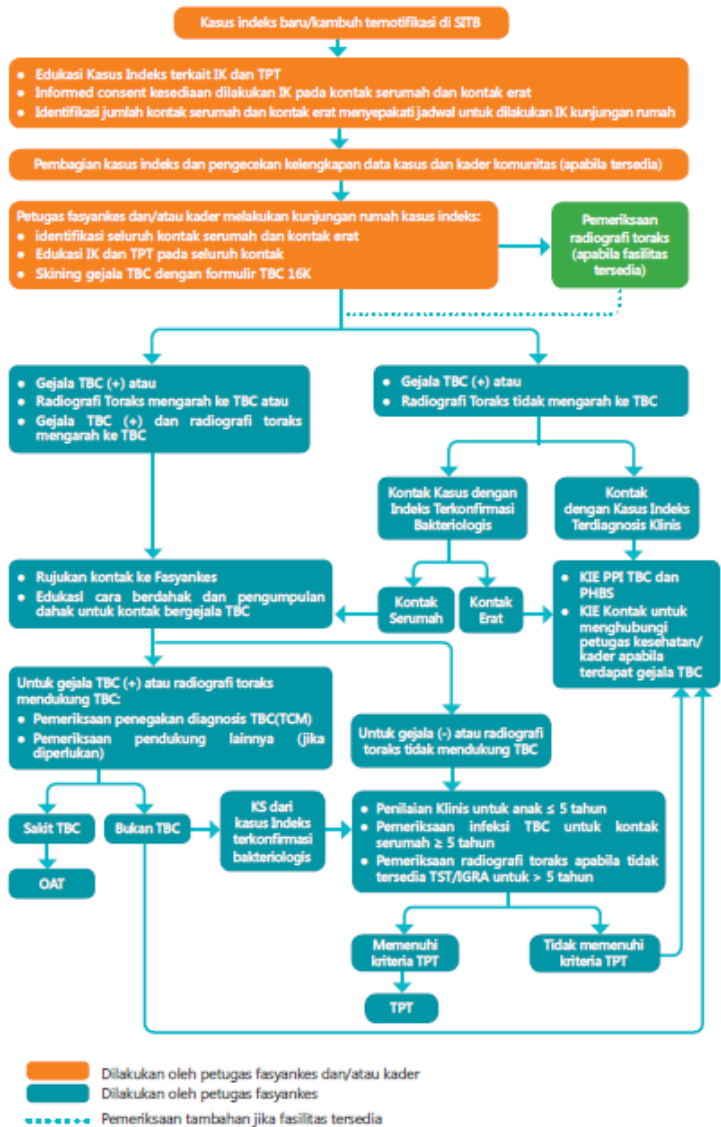 Kasus indeks baru/kambuh ternotifikasi di SITB
• Edukasi Kasus Indeks terkait IK dan TPT
• Informed consent kesediaan dilakukan IK pada kontak serumah dan kontak erat
• Identifikasi jumlah kontak serumah dan kontak erat menyepakati jadwal untuk dilakukan IK kunjungan rumah
Pembagian kasus indeks dan pengecekan kelengkapan data kasus dan kader komunitas (apabila tersedia)
Petugas fasyankes dan/atau kader melakukan kunjungan rumah kasus indeks:
• identifikasi seluruh kontak serumah dan kontak erat
• Edukasi IK dan TPT pada seluruh kontak
• Skining gejala TBC dengan formulir TBC 16K
Pemeriksaan
radiografi toraks
(apabila fasilitas
tersedia)
• Gejala TBC (+) atau
• Radiografi Toraks mengarah ke TBC atau
• Gejala TBC (+) dan radiografi toraks
mengarah ke TBC
• Gejala TBC (+) atau
• Radiografi Toraks tidak mengarah ke TBC
Kontak Kasus dengan
Indeks Terkonfirmasi
Bakteriologis
Kontak
dengan Kasus Indeks
Terdiagnosis Klinis
• Rujukan kontak ke Fasyankes
• Edukasi cara berdahak dan pengumpulan
dahak untuk kontak bergejala TBC
Kontak
Serumah
Kontak
Erat
• KIE PPI TBC dan
PHBS
• KIE Kontak untuk
menghubungi
petugas kesehatan/
kader apabila
terdapat gejala TBC
Untuk gejala TBC (+) atau radiografi toraks
mendukung TBC:
• Pemeriksaan penegakan diagnosis TBC(TCM)
• Pemeriksaan pendukung lainnya (jika
diperlukan)
Untuk gejala (-) atau radiografi
toraks tidak mendukung TBC
Sakit TBC
Bukan TBC
KS dari
kasus Indeks
terkonfirmasi
bakteriologis
• Penilaian Klinis untuk anak ≤ 5 tahun
• Pemeriksaan infeksi TBC untuk kontak
serumah ≥ 5 tahun
• Pemeriksaan radiografi toraks apabila tidak
tersedia TST/IGRA untuk > 5 tahun
OAT
Memenuhi
kriteria TPT
Tidak memenuhi
kriteria TPT
TPT
Dilakukan oleh petugas fasyankes dan/atau kader
Dilakukan oleh petugas fasyankes
Pemeriksaan tambahan jika fasilitas tersedia